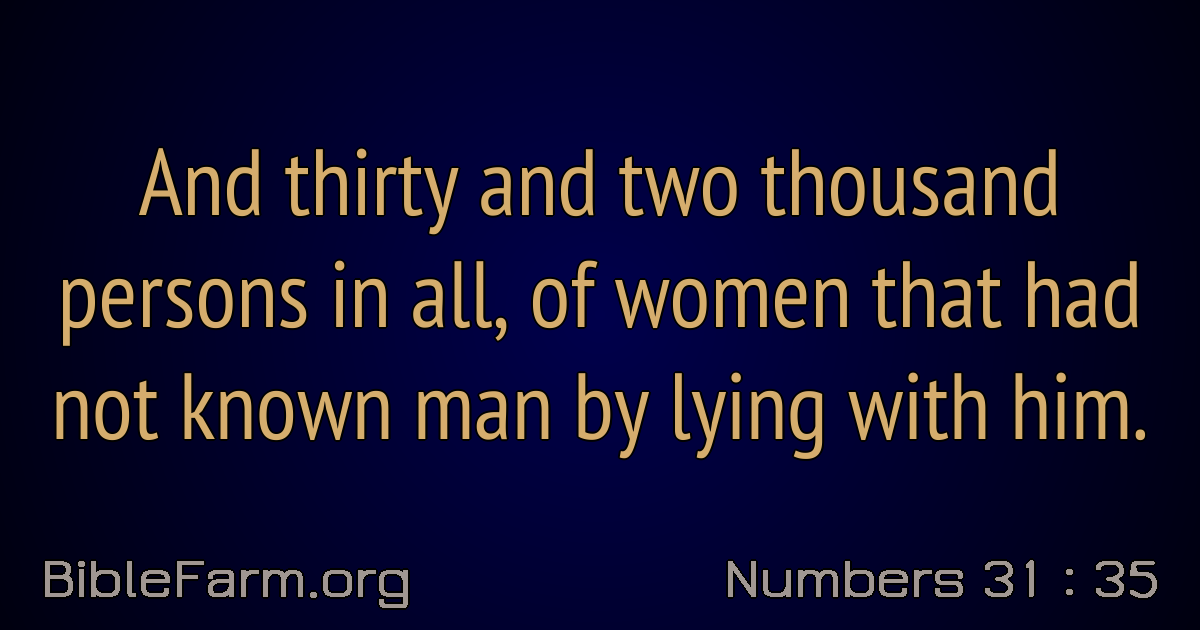 And thirty and two thousand
persons in all, of women that had
not known man by lying with him.
BibleFarm.org
Numbers 31 : 35